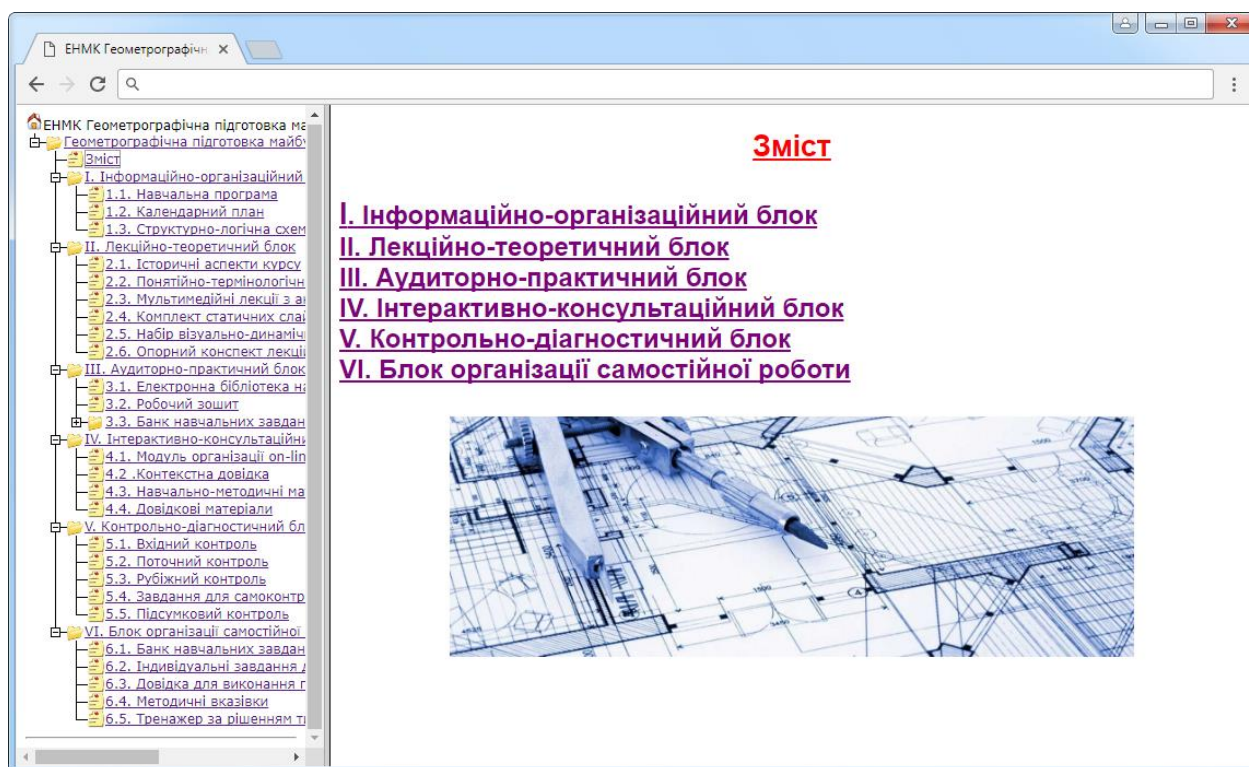 ЕНМК Геометрографічн
ЕНМК Геометрографічна підготовка ма
Геометрографічна підготовка майбу
Зміст
I. Інформаційно-організаційний
1.1. Навчальна програма
1.2. Календарний план
1.3. Структурно-логічна схем
II. Лекційно-теоретичний блок
2.1. Історичні аспекти курсу
2.2. Понятійно-термінологічн
2.3. Мультимедійні лекції з а
2.4. Комплект статичних слай
2.5. Набір візуально-динаміч
2.6. Опорний конспект лекці
III. Аудиторно-практичний блок
3.1. Електронна бібліотека на
3.2. Робочий зошит
3.3. Банк навчальних завдан
IV. Інтерактивно-консультаційни
4.1. Модуль організації on-lin
4.2 .Контекстна довідка
4.3. Навчально-методичні ма
4.4. Довідкові матеріали
V. Контрольно-діагностичний бл
5.1. Вхідний контроль
5.2. Поточний контроль
5.3. Рубіжний контроль
5.4. Завдання для самоконтр
5.5. Підсумковий контроль
VI. Блок організації самостійної
6.1. Банк навчальних завдан
6.2. Індивідуальні завдання д
6.3. Довідка для виконання г
6.4. Методичні вказівки
6.5. Тренажер за рішенням т
Зміст
I. Інформаційно-організаційний блок
II. Лекційно-теоретичний блок
III. Аудиторно-практичний блок
IV. Інтерактивно-консультаційний блок
V. Контрольно-діагностичний блок
VI. Блок організації самостійної роботи
1500
3450
1500
4